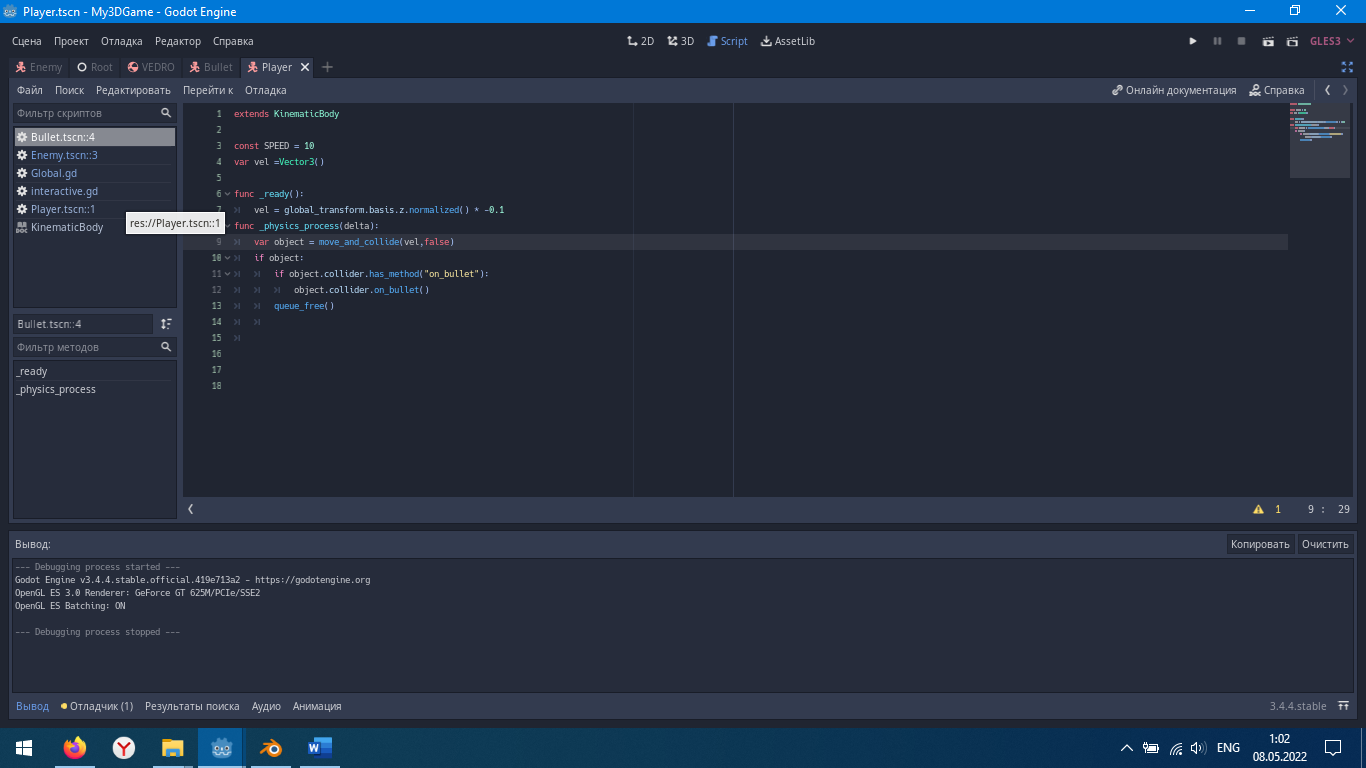 Player.tscn - My3DGame - Godot Engine
Сцена Проект Отладка Редактор Справка 2D 3D Script AssetLib GLES3
Enemy Root VEDRO Bullet Player
Файл Поиск Редактировать Перейти к Отладка Онлайн документация Справка
Фильтр скриптов
Bullet.tscn::4
Enemy.tscn::3
Global.gd
interactive.gd
Player.tscn::1
KinematicBody
res://Player.tscn::1
Bullet.tscn::4
Фильтр методов
_ready
_physics_process
1 extends KinematicBody
2
3 const SPEED = 10
4 var vel =Vector3()
5
6 func _ready():
7 vel = global_transform.basis.z.normalized() * -0.1
func _physics_process(delta):
9 var object = move_and_collide(vel,false)
10 if object:
11 if object.collider.has_method("on_bullet"):
12 object.collider.on_bullet()
13 queue_free()
14
15
16
17
18
1 9 : 29
Вывод: Копировать Очистить
--- Debugging process started ---
Godot Engine v3.4.4.stable.official.419e713a2 - https://godotengine.org
OpenGL ES 3.0 Renderer: GeForce GT 625M/PCIe/SSE2
OpenGL ES Batching: ON
--- Debugging process stopped ---
Вывод Отладчик (1) Результаты поиска Аудио Анимация 3.4.4.stable
ENG 1:02
08.05.2022